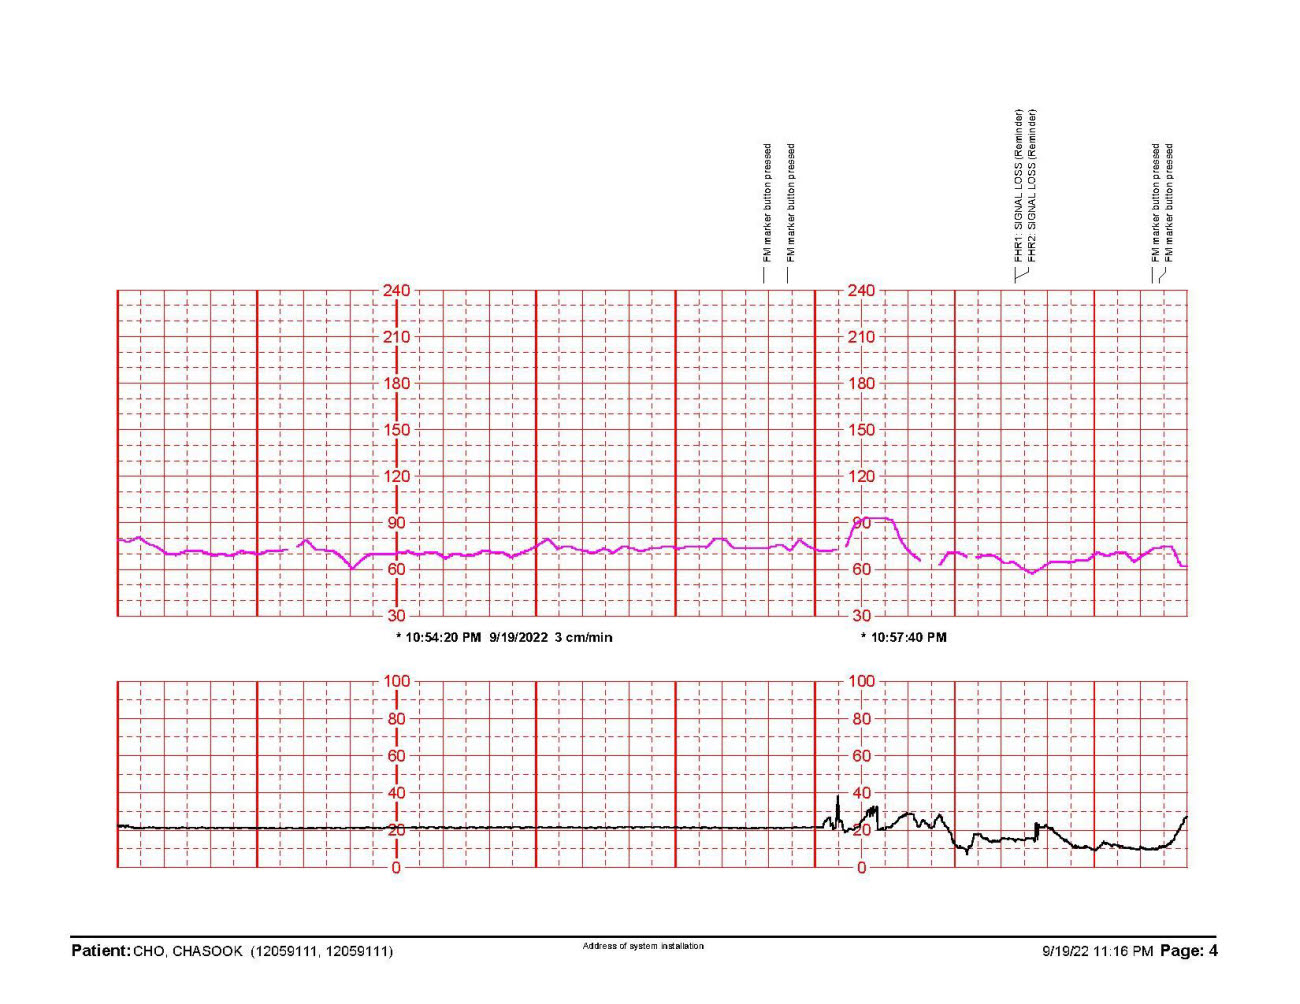 FM marker button pressed
FM marker button pressed
FHR1: SIGNAL LOSS (Reminder)
FHR2: SIGNAL LOSS (Reminder)
FM marker button pressed
FM marker button pressed
240 240
210 210
180 180
150 150
120 120
90 90
60 60
30 30
* 10:54:20 PM 9/19/2022 3 cm/min * 10:57:40 PM
100 100
80 80
60 60
40 40
20 20
0 0
Patient: CHO, CHASOOK (12059111, 12059111) Address of system installation 9/19/22 11:16 PM Page: 4